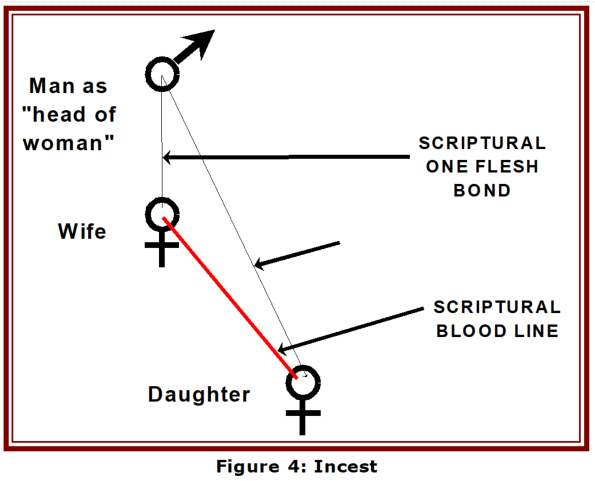 Man as
"head of
woman"
SCRIPTURAL
ONE FLESH
BOND
Wife
SCRIPTURAL
BLOOD LINE
Daughter
Figure 4: Incest